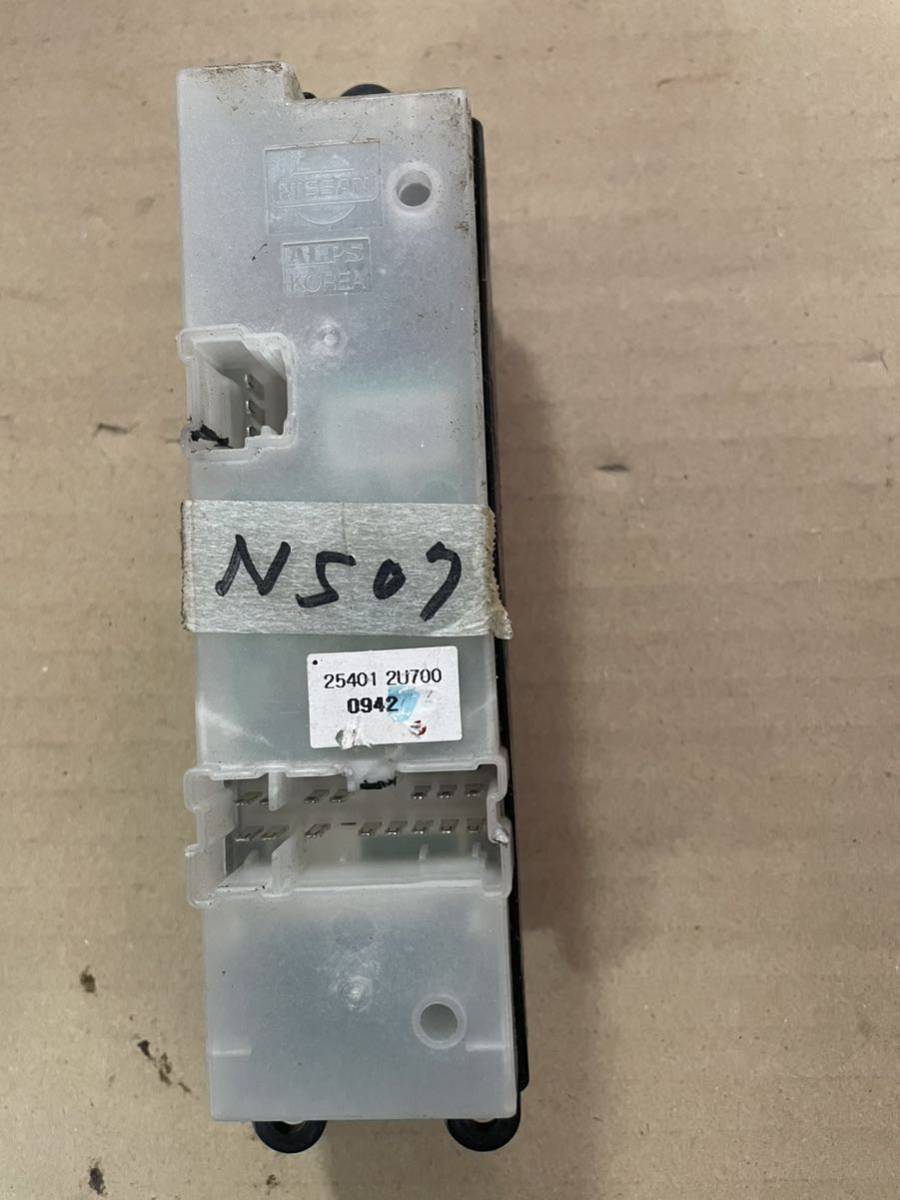 NISSAN
ALPS
KOREA
N507
25401 2U700
0942